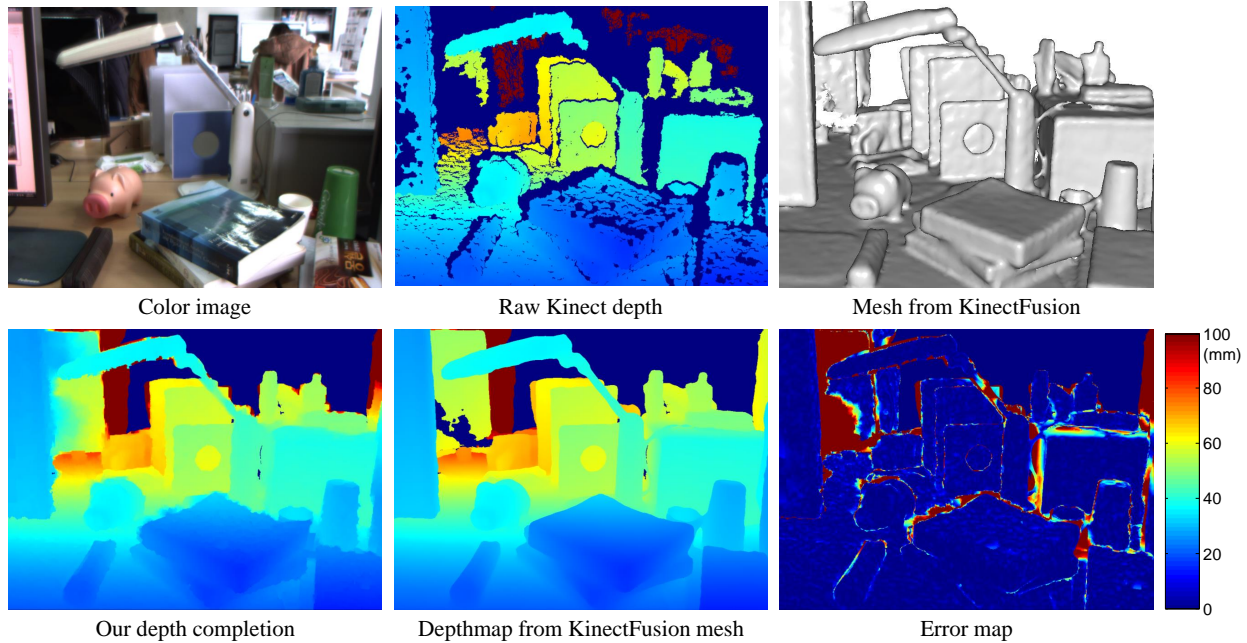 Color image
Raw Kinect depth
Mesh from KinectFusion
100
(mm)
80
60
40
20
0
Our depth completion
Depthmap from KinectFusion mesh
Error map